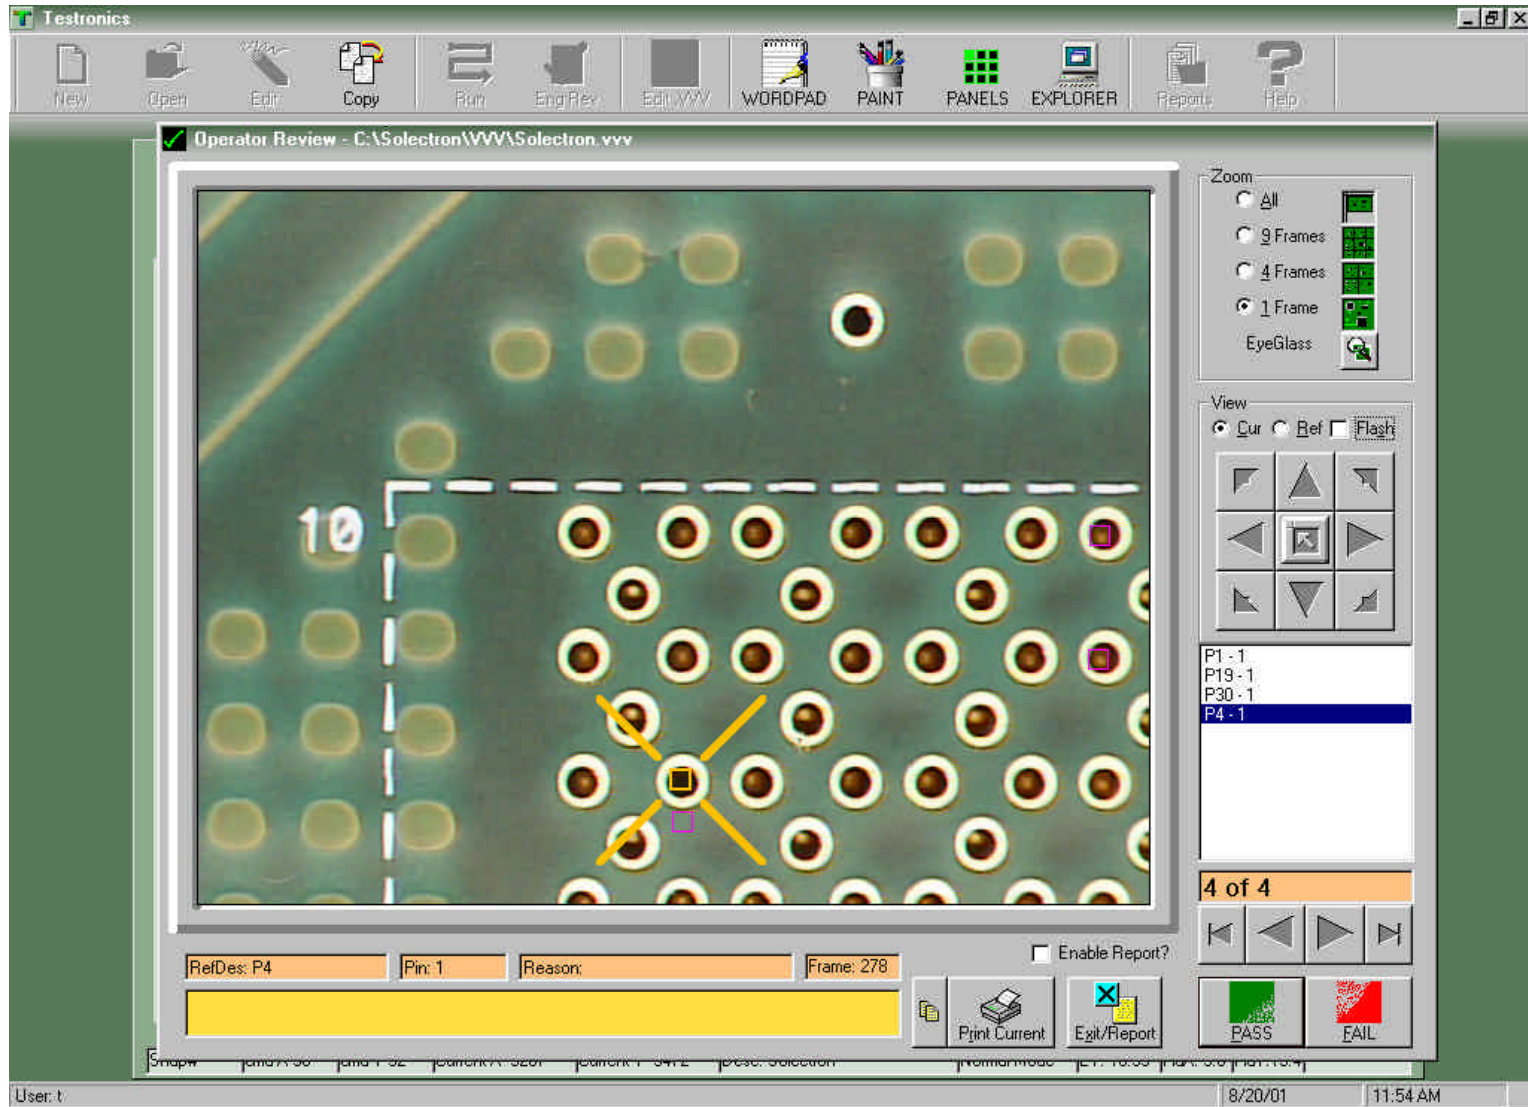 Testronics
New Open Edit Copy Run Eng Rev Edit .VVV WORDPAD PAINT PANELS EXPLORER Reports Help
Operator Review - C:\Solectron\VVV\Solectron.vvv
Zoom
All
9 Frames
4 Frames
1 Frame
EyeGlass
View
Cur Ref Flash
10
P1 - 1
P19 - 1
P30 - 1
P4 - 1
4 of 4
Enable Report?
RefDes: P4 Pin: 1 Reason: Frame: 278
Print Current Exit/Report PASS FAIL
User: t 8/20/01 11:54 AM